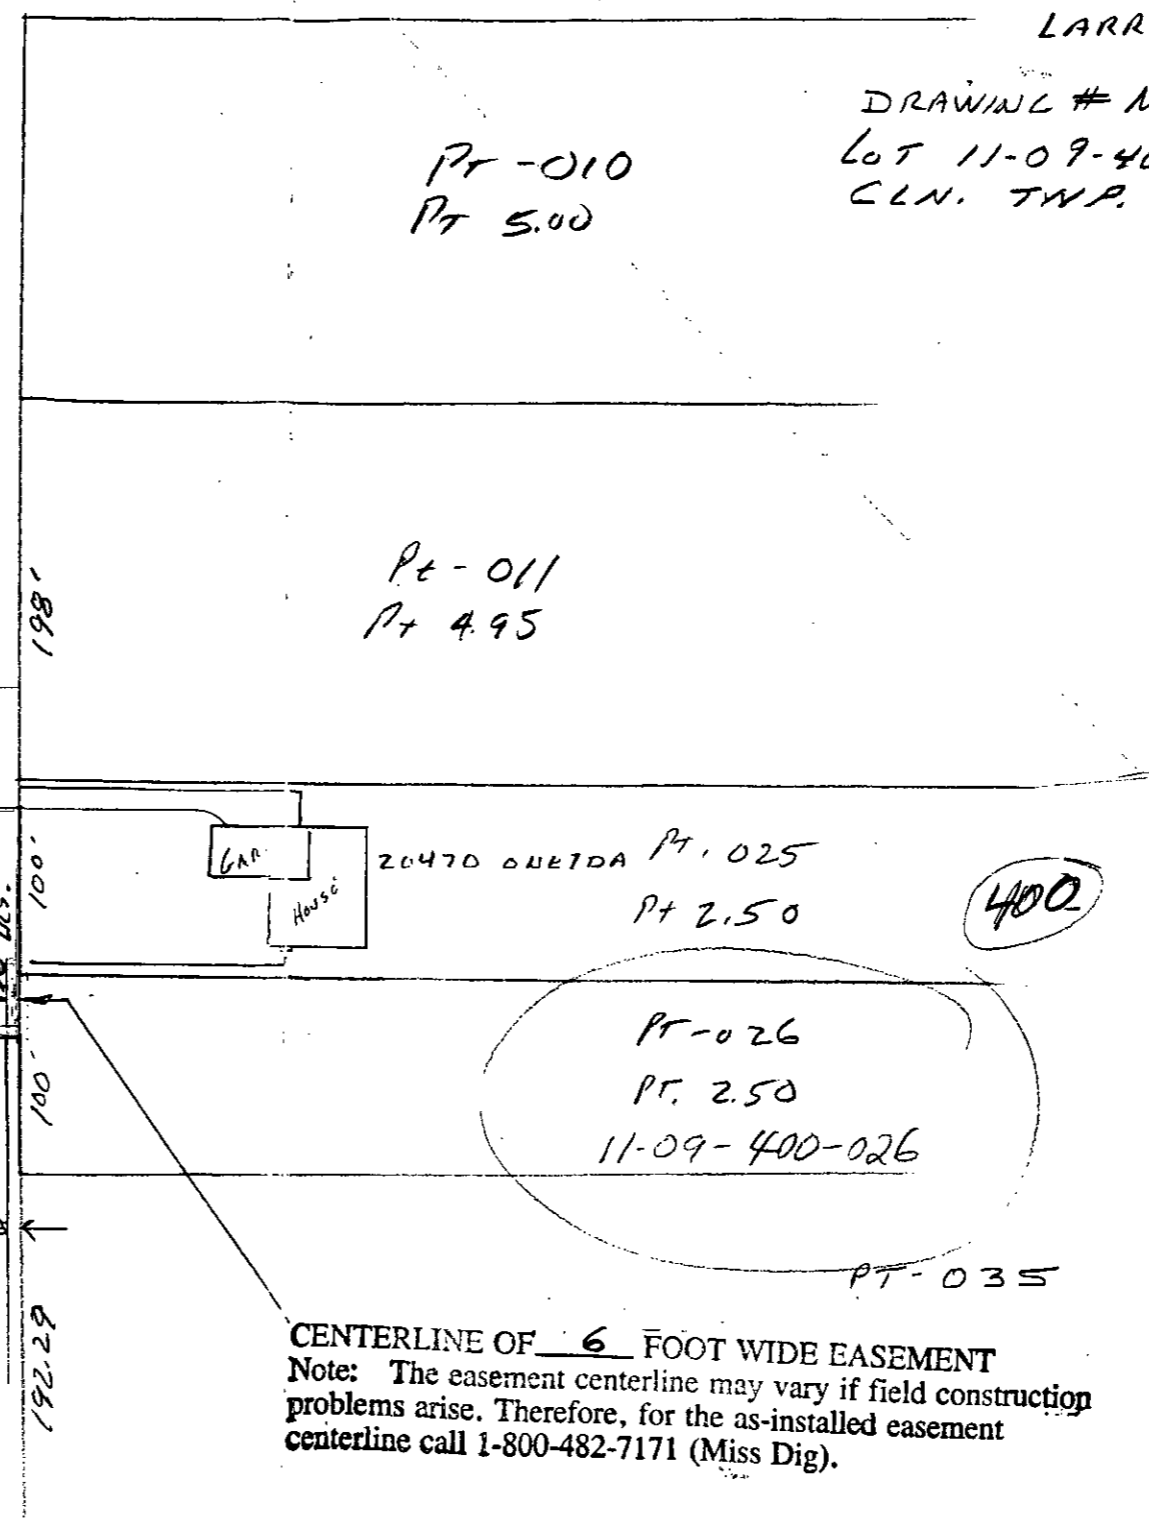 LARR
DRAWING # 
LOT 11-09-40
CLN. TWP.
PT -010
PT 5.00
Pt - 011
Pt 4.95
198'
GAR.
House
20470 ONEIDA
Pt. 025
Pt 2.50
400
100'
PT-026
PT. 2.50
11-09-400-026
100'
PT-035
192.29
CENTERLINE OF 6 FOOT WIDE EASEMENT
Note: The easement centerline may vary if field construction
problems arise. Therefore, for the as-installed easement
centerline call 1-800-482-7171 (Miss Dig).